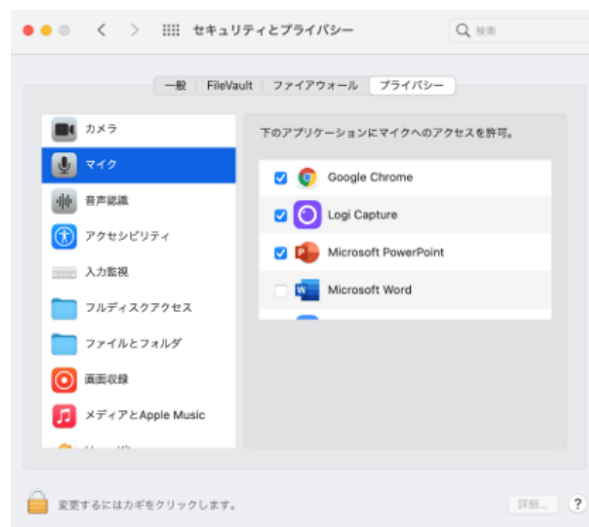 セキュリティとプライバシー
検索
一般 FileVault ファイアウォール プライバシー
カメラ
マイク
音声認識
アクセシビリティ
入力監視
フルディスクアクセス
ファイルとフォルダ
画面収録
メディアとApple Music
下のアプリケーションにマイクへのアクセスを許可。
Google Chrome
Logi Capture
Microsoft PowerPoint
Microsoft Word
変更するにはカギをクリックします。
詳細...
?